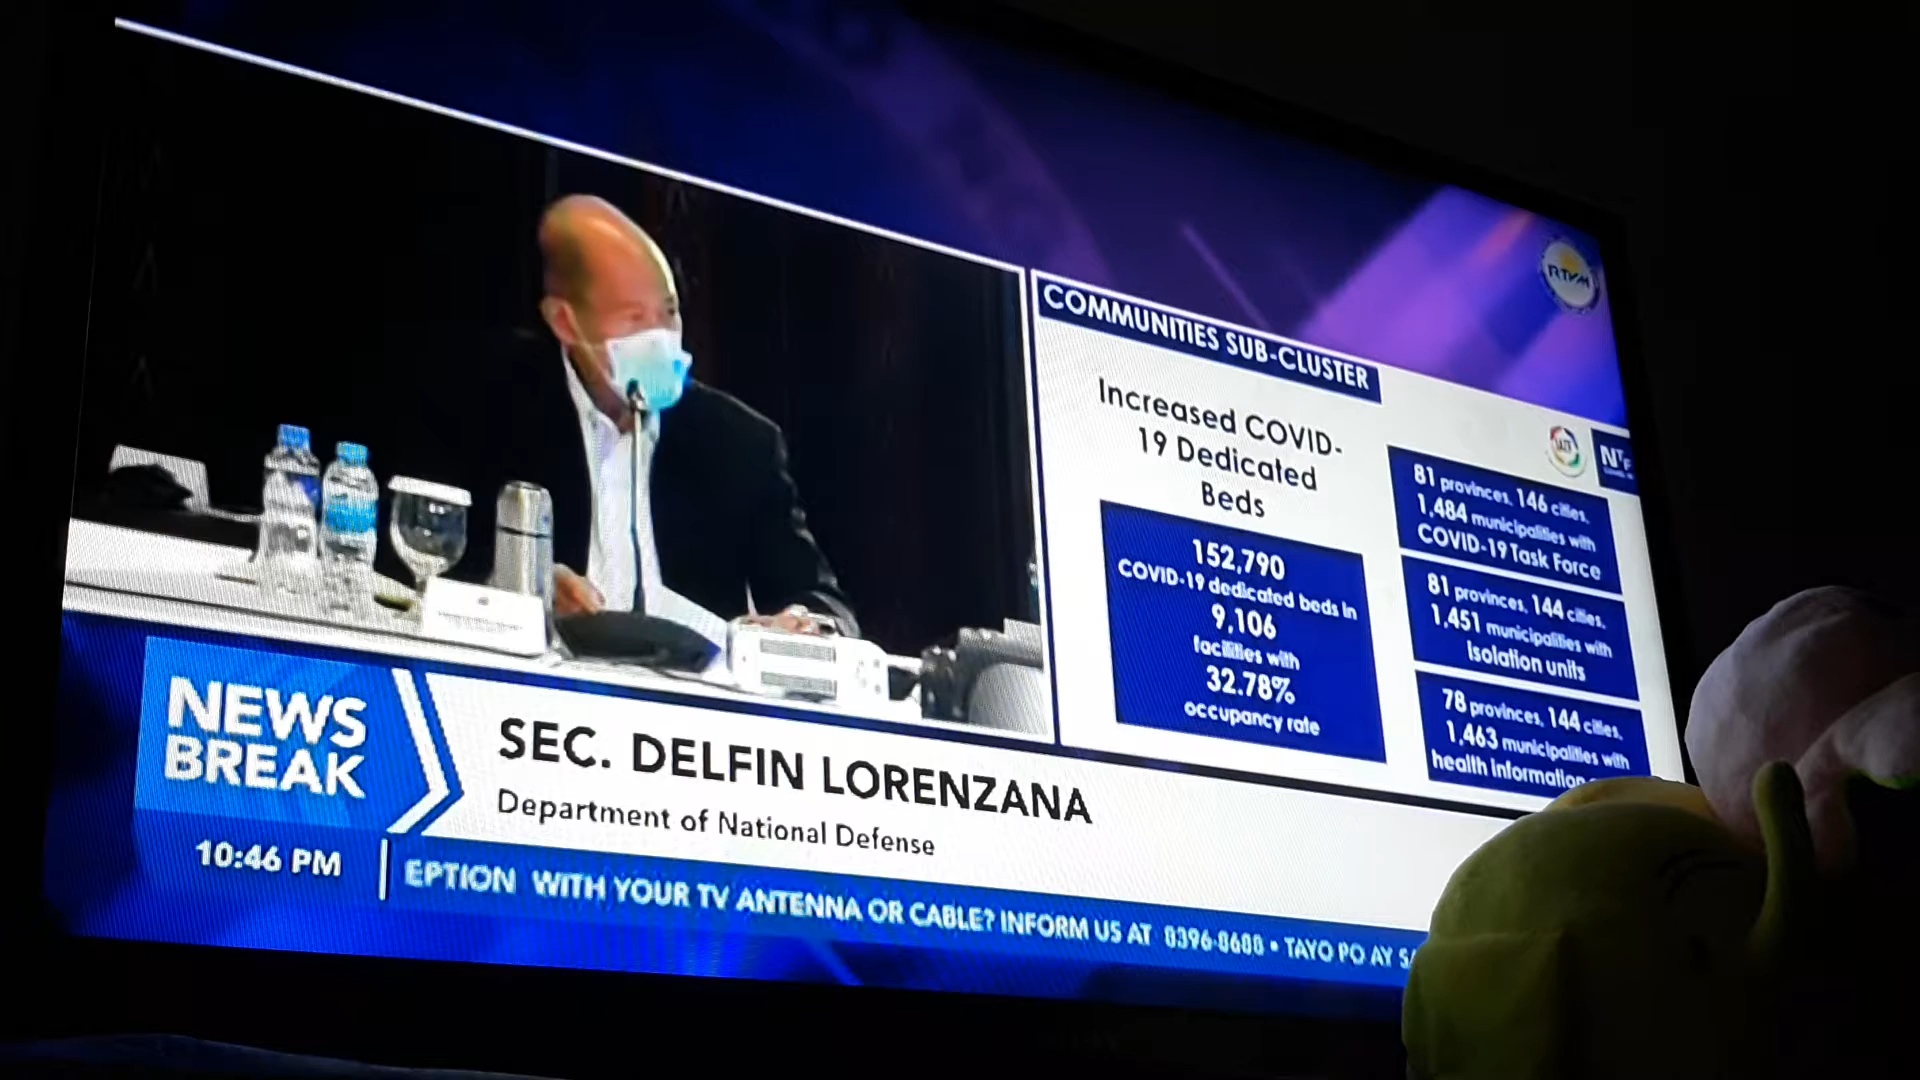 RTVM
COMMUNITIES SUB-CLUSTER
Increased COVID-
19 Dedicated
Beds
152,790
COVID-19 dedicated beds in
9,106
facilities with
32.78%
occupancy rate
81 provinces, 146 cities,
1,484 municipalities with
COVID-19 Task Force
81 provinces, 144 cities,
1,451 municipalities with
Isolation units
78 provinces, 144 cities,
1,463 municipalities with
health information
NEWS
BREAK
SEC. DELFIN LORENZANA
Department of National Defense
10:46 PM
EPTION WITH YOUR TV ANTENNA OR CABLE? INFORM US AT 8396-8688 • TAYO PO AY